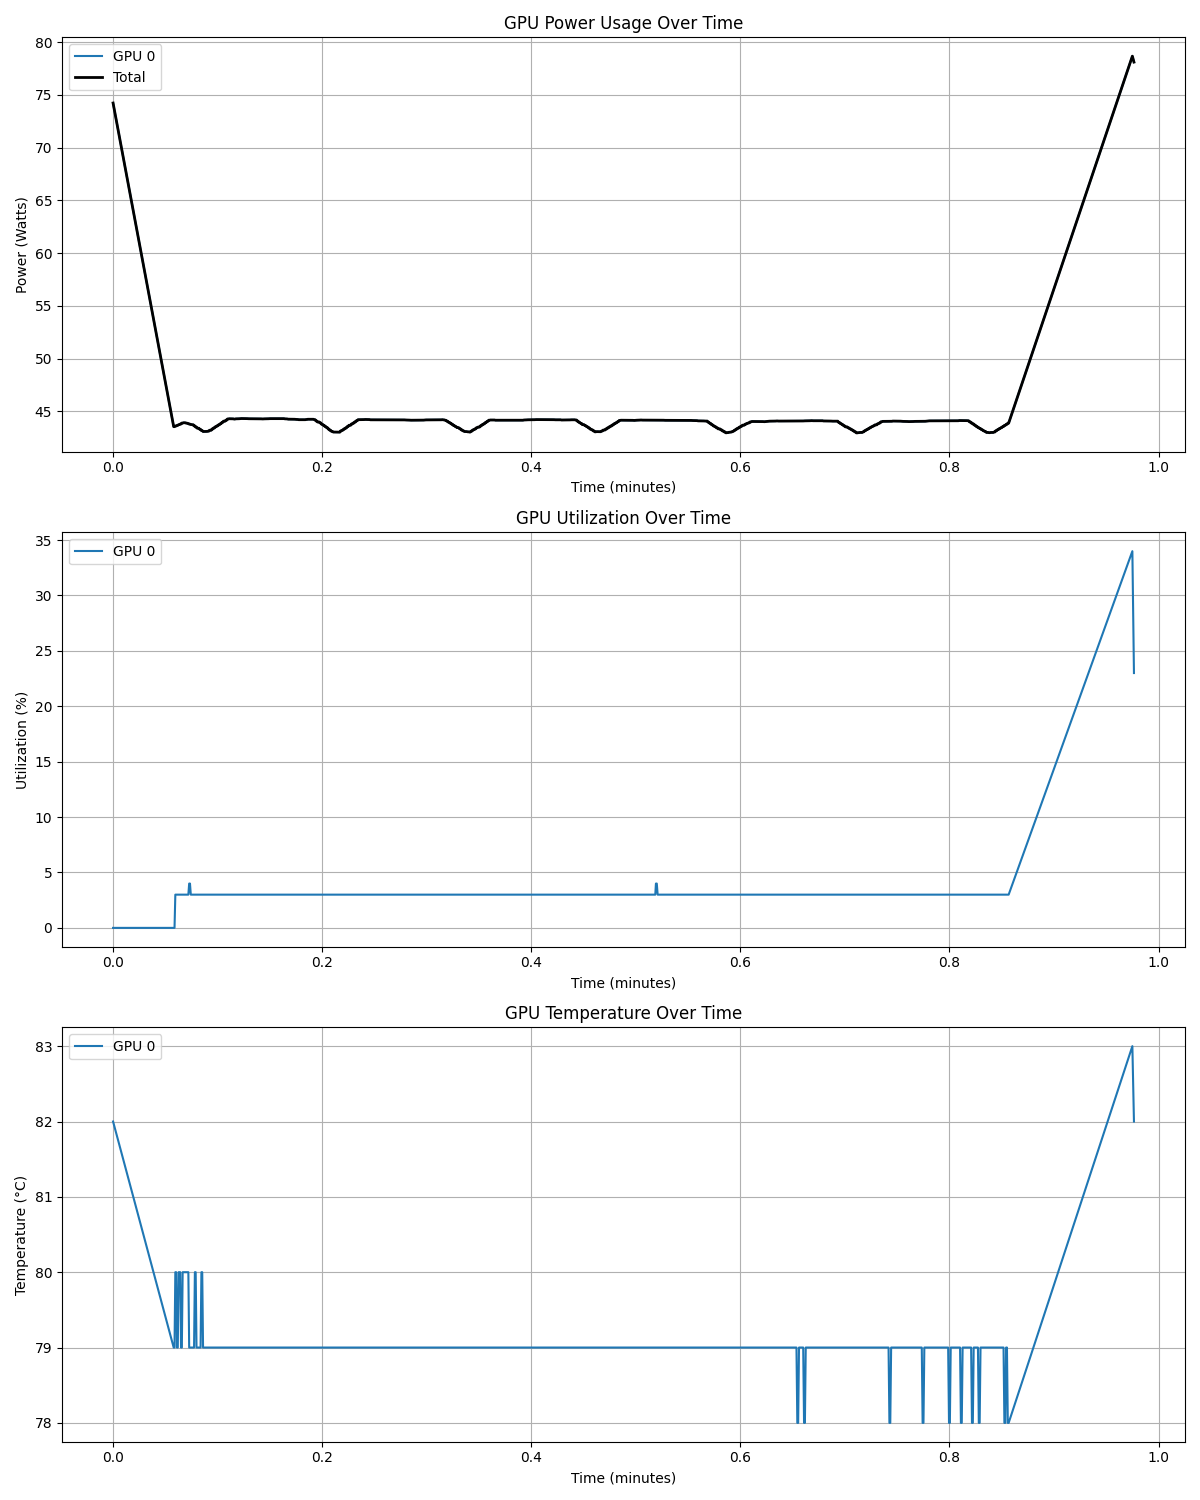 GPU Power Usage Over Time
80
75
70
65
60
55
50
45
Power (Watts)
GPU 0
Total
0.0 0.2 0.4 0.6 0.8 1.0
Time (minutes)
GPU Utilization Over Time
35
30
25
20
15
10
5
0
Utilization (%)
GPU 0
0.0 0.2 0.4 0.6 0.8 1.0
Time (minutes)
GPU Temperature Over Time
83
82
81
80
79
78
Temperature (°C)
GPU 0
0.0 0.2 0.4 0.6 0.8 1.0
Time (minutes)